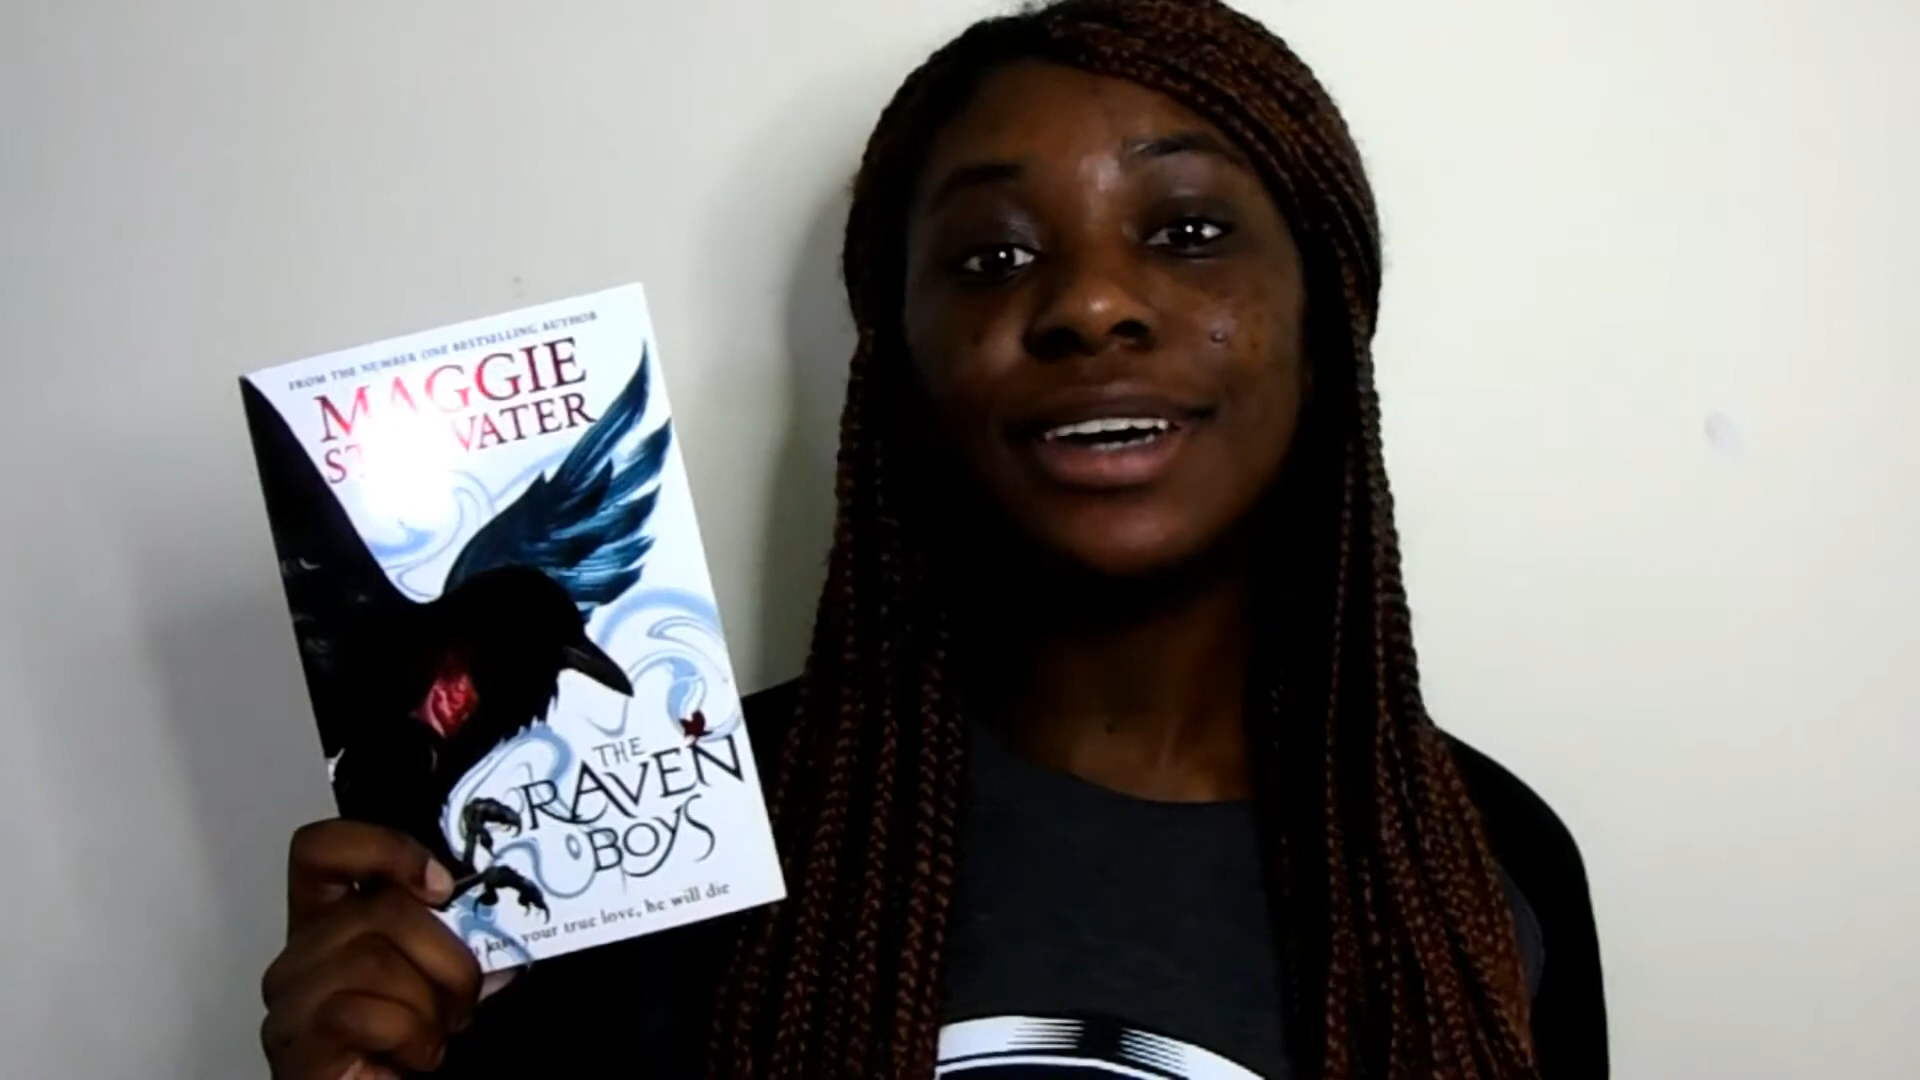 FROM THE NUMBER ONE BESTSELLING AUTHOR
MAGGIE
THE
RAVEN
BOYS
kiss your true love, he will die